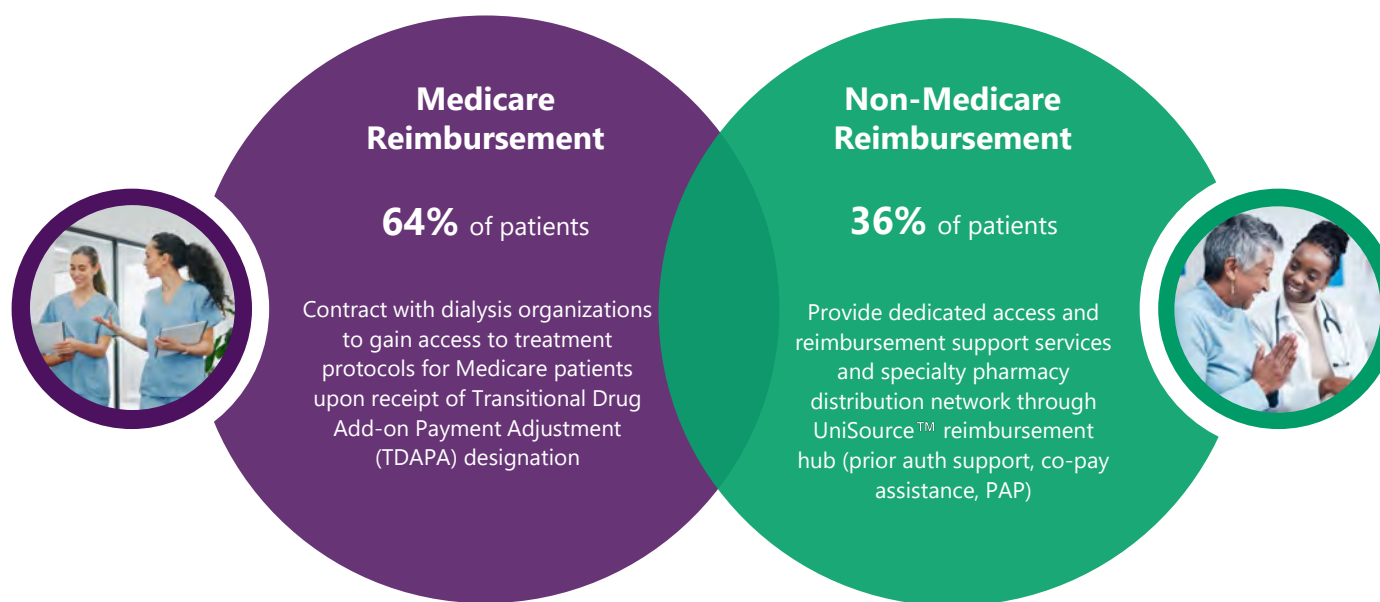 Medicare
Reimbursement
64% of patients
Contract with dialysis organizations
to gain access to treatment
protocols for Medicare patients
upon receipt of Transitional Drug
Add-on Payment Adjustment
(TDAPA) designation
Non-Medicare
Reimbursement
36% of patients
Provide dedicated access and
reimbursement support services
and specialty pharmacy
distribution network through
UniSource™ reimbursement
hub (prior auth support, co-pay
assistance, PAP)